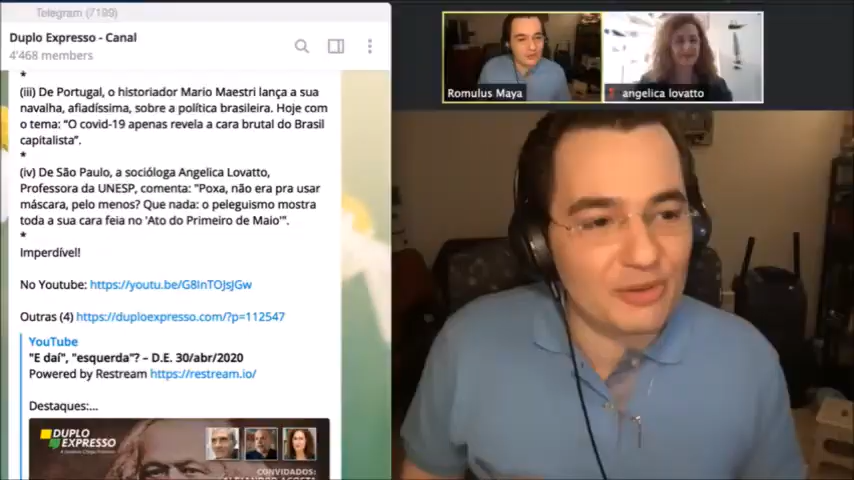 Telegram (7199)
Duplo Expresso - Canal
4'468 members
*
(iii) De Portugal, o historiador Mario Maestri lança a sua
navalha, afiadíssima, sobre a política brasileira. Hoje com
o tema: “O covid-19 apenas revela a cara brutal do Brasil
capitalista”.
*
(iv) De São Paulo, a socióloga Angelica Lovatto,
Professora da UNESP, comenta: "Poxa, não era pra usar
máscara, pelo menos? Que nada: o peleguismo mostra
toda a sua cara feia no 'Ato do Primeiro de Maio'".
*
Imperdível!
No Youtube: https://youtu.be/G8InTOJsJGw
Outras (4) https://duploexpresso.com/?p=112547
YouTube
"E daí", "esquerda"? – D.E. 30/abr/2020
Powered by Restream https://restream.io/
Destaques:...
DUPLO
EXPRESSO
CONVIDADOS:
ALEJANDRO ACOSTA
Romulus Maya
angelica lovatto